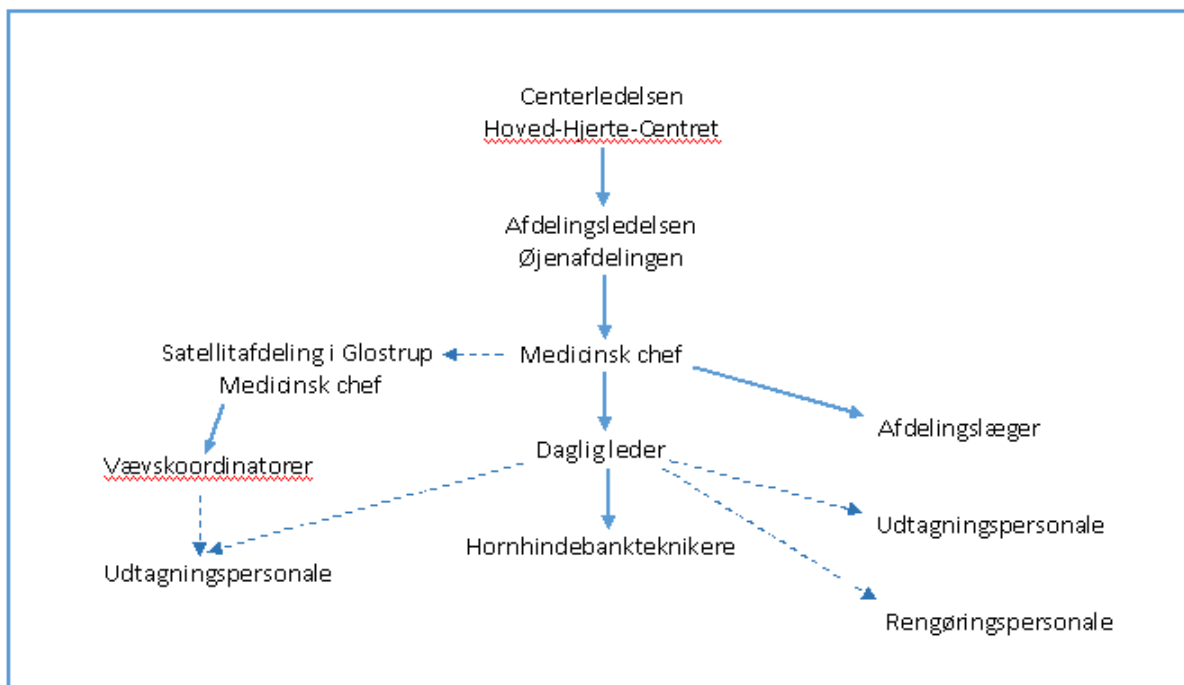 Centerledelsen
Hoved-Hjerte-Centret
Afdelingsledelsen
Øjenafdelingen
Satellitafdeling i Glostrup
Medicinsk chef
Medicinsk chef
Afdelingslæger
Daglig leder
Vævskoordinatorer
Udtagningspersonale
Hornhindebankteknikere
Udtagningspersonale
Rengøringspersonale